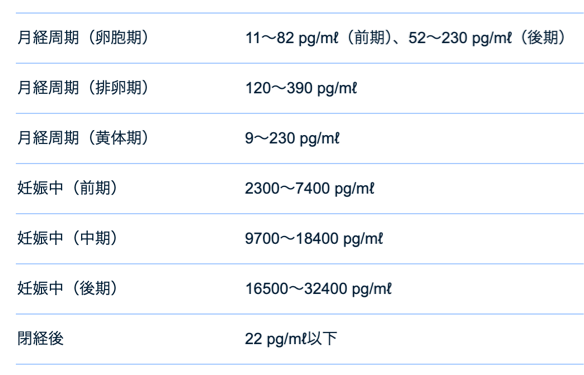 月経周期（卵胞期） 11〜82 pg/mℓ（前期）、52〜230 pg/mℓ（後期）
月経周期（排卵期） 120〜390 pg/mℓ
月経周期（黄体期） 9〜230 pg/mℓ
妊娠中（前期） 2300〜7400 pg/mℓ
妊娠中（中期） 9700〜18400 pg/mℓ
妊娠中（後期） 16500〜32400 pg/mℓ
閉経後 22 pg/mℓ以下